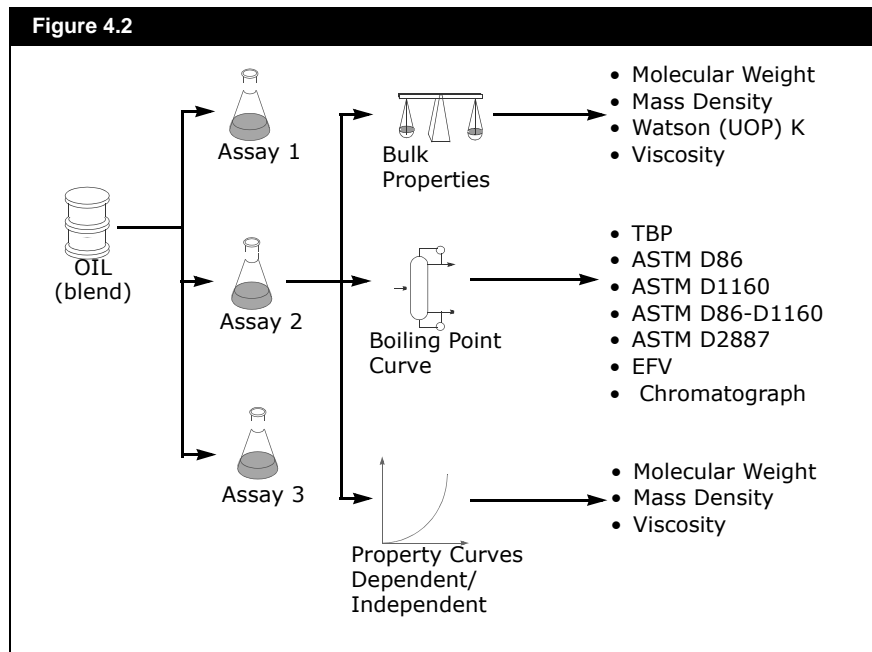 Figure 4.2
OIL
(blend)
Assay 1
Assay 2
Assay 3
Bulk
Properties
• Molecular Weight
• Mass Density
• Watson (UOP) K
• Viscosity
Boiling Point
Curve
• TBP
• ASTM D86
• ASTM D1160
• ASTM D86-D1160
• ASTM D2887
• EFV
• Chromatograph
Property Curves
Dependent/
Independent
• Molecular Weight
• Mass Density
• Viscosity